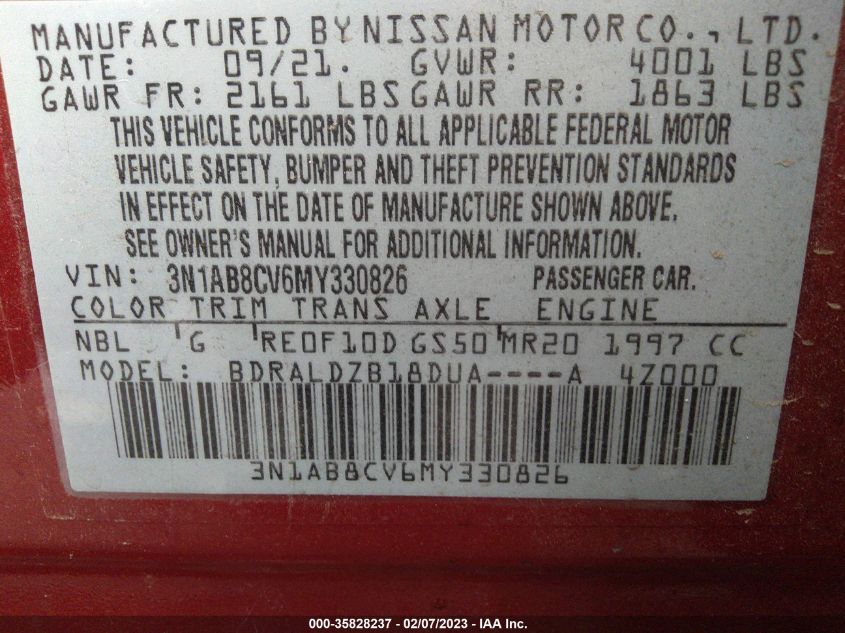 MANUFACTURED BY NISSAN MOTOR CO., LTD.
DATE: 09/21. GVWR: 4001 LBS
GAWR FR: 2161 LBS GAWR RR: 1863 LBS
THIS VEHICLE CONFORMS TO ALL APPLICABLE FEDERAL MOTOR
VEHICLE SAFETY, BUMPER AND THEFT PREVENTION STANDARDS
IN EFFECT ON THE DATE OF MANUFACTURE SHOWN ABOVE.
SEE OWNER'S MANUAL FOR ADDITIONAL INFORMATION.
VIN: 3N1AB8CV6MY330826 PASSENGER CAR.
COLOR TRIM TRANS AXLE ENGINE
NBL G RE0F10D GS50 MR20 1997 CC
MODEL: BDRALDZB18DUA----A 4Z000
3N1AB8CV6MY330826
000-35828237 - 02/07/2023 - IAA Inc.